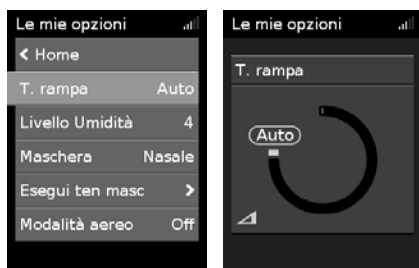 Le mie opzioni
< Home
T. rampa Auto
Livello Umidità 4
Maschera Nasale
Esegui ten masc >
Modalità aereo Off
Le mie opzioni
T. rampa
Auto